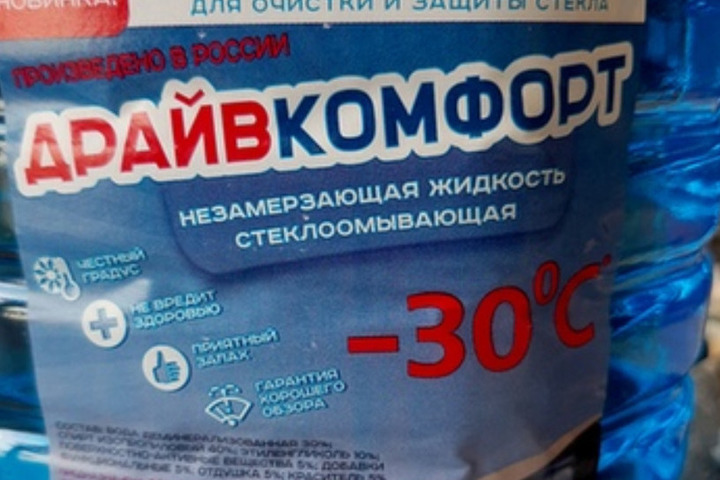 НОВИНКА!
ДЛЯ ОЧИСТКИ И ЗАЩИТЫ СТЕКЛА
ПРОИЗВЕДЕНО В РОССИИ
ДРАЙВКОМФОРТ
НЕЗАМЕРЗАЮЩАЯ ЖИДКОСТЬ
СТЕКЛООМЫВАЮЩАЯ
ЧЕСТНЫЙ
ГРАДУС
НЕ ВРЕДИТ
ЗДОРОВЬЮ
ПРИЯТНЫЙ
ЗАПАХ
ГАРАНТИЯ
ХОРОШЕГО
ОБЗОРА
-30°C
СОСТАВ: ВОДА ДЕМИНЕРАЛИЗОВАННАЯ 30%;
СПИРТ ИЗОПРОПИЛОВЫЙ 60%; ЭТИЛЕНГЛИКОЛЬ 10%;
ПОВЕРХНОСТНО-АКТИВНЫЕ ВЕЩЕСТВА 5%; ДОБАВКИ
5%, ОТДУШКА 5%; КРАСИТЕЛЬ 5%